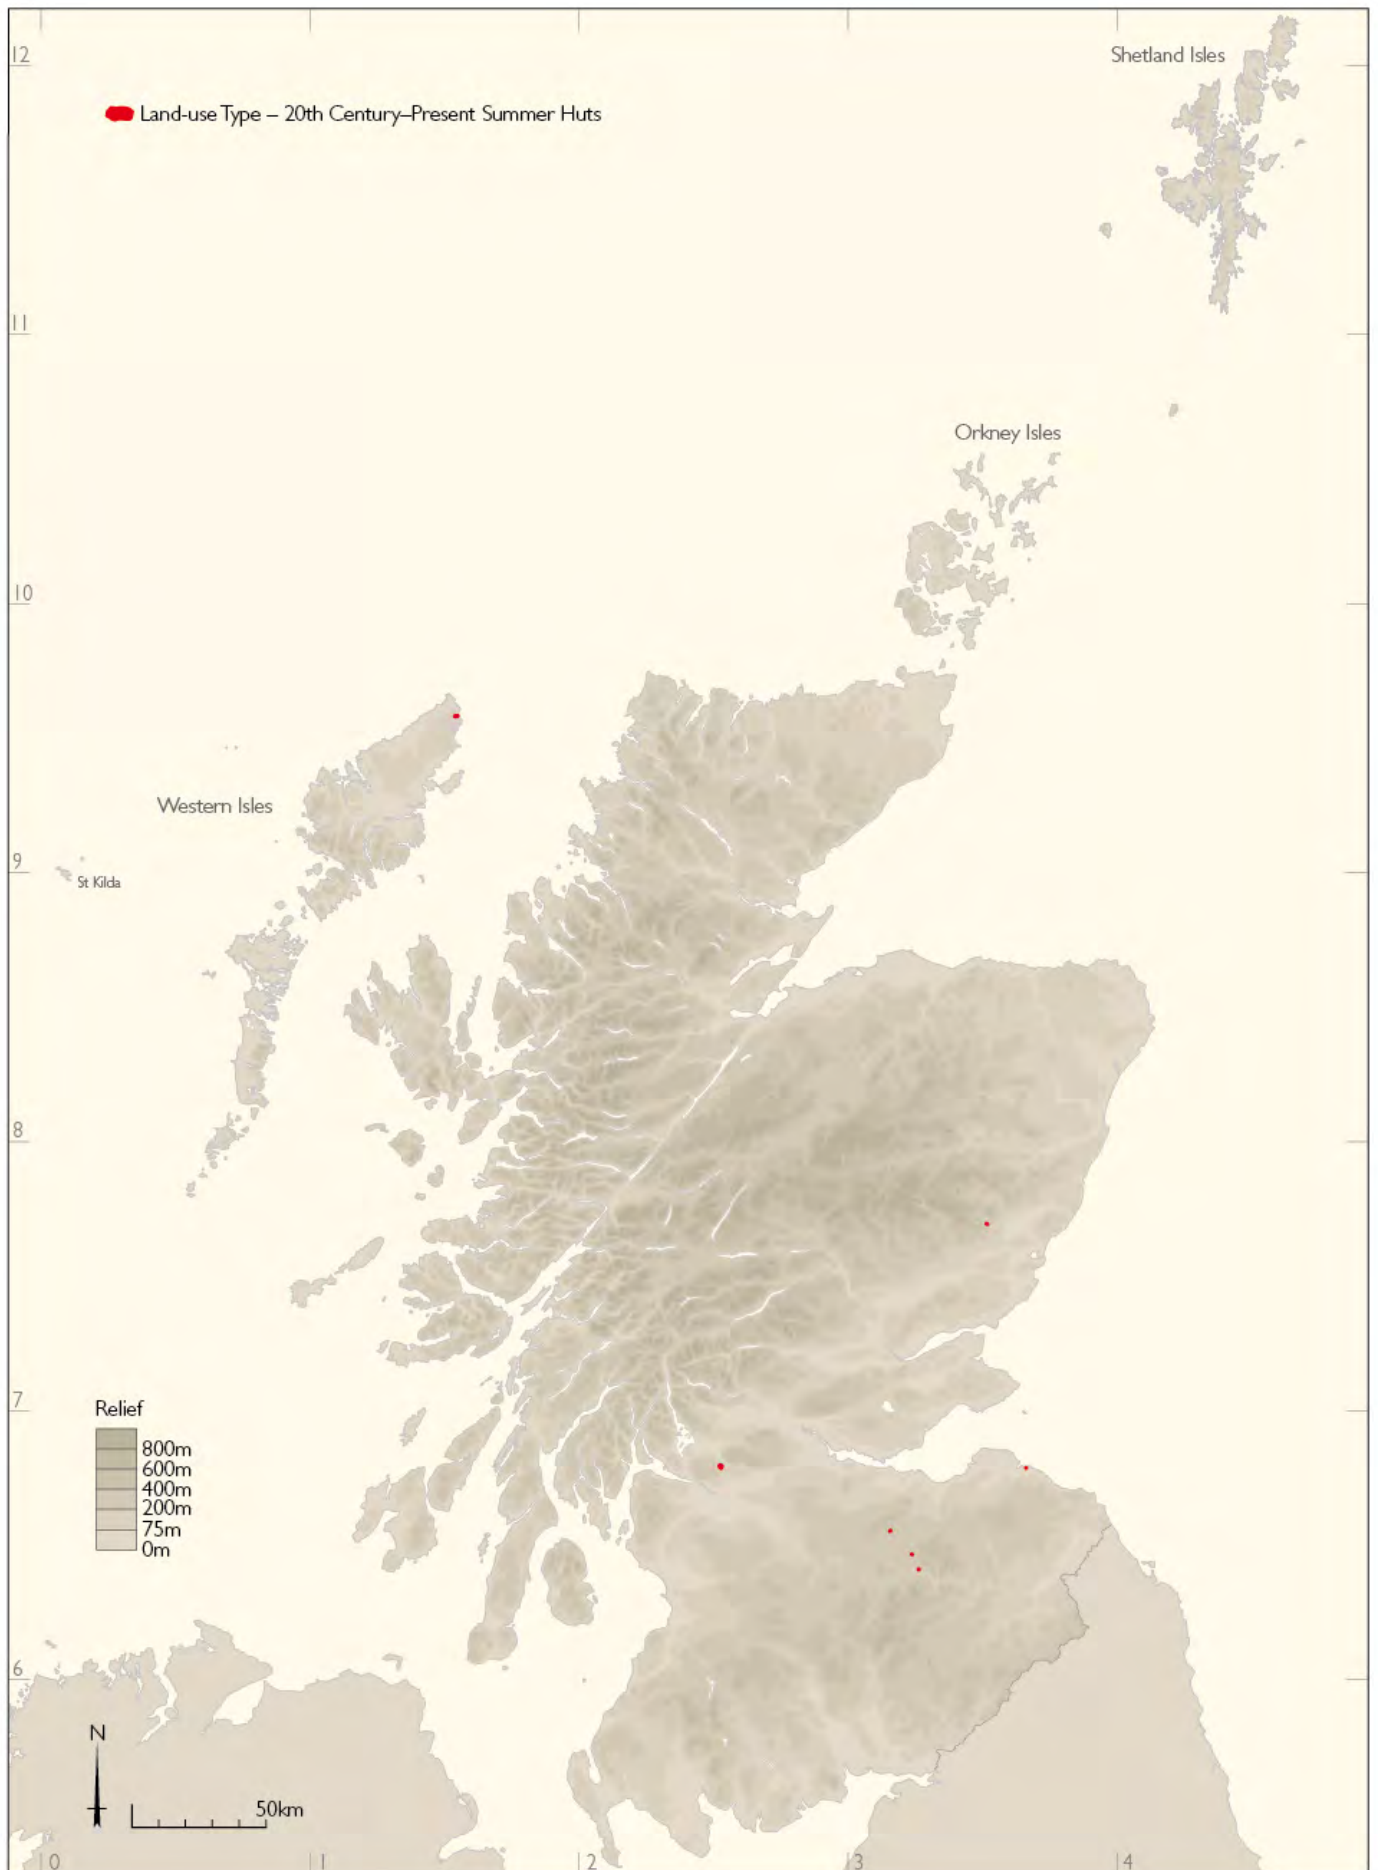 12
Shetland Isles
Land-use Type – 20th Century–Present Summer Huts
11
Orkney Isles
10
Western Isles
9
St Kilda
8
7
Relief
800m
600m
400m
200m
75m
0m
6
N
50km
0
1
2
3
4